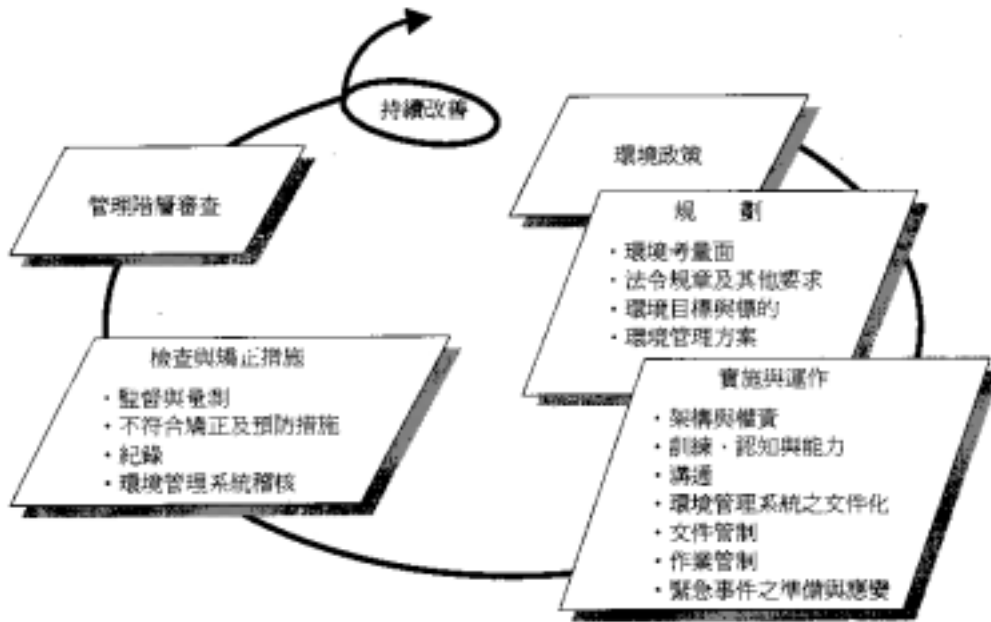 持續改善
環境政策
規劃
・環境考量面
・法令規章及其他要求
・環境目標與標的
・環境管理方案
實施與運作
・架構與權責
・訓練、認知與能力
・溝通
・環境管理系統之文件化
・文件管制
・作業管制
・緊急事件之準備與應變
檢查與矯正措施
・監督與量測
・不符合矯正及預防措施
・紀錄
・環境管理系統稽核
管理階層審查